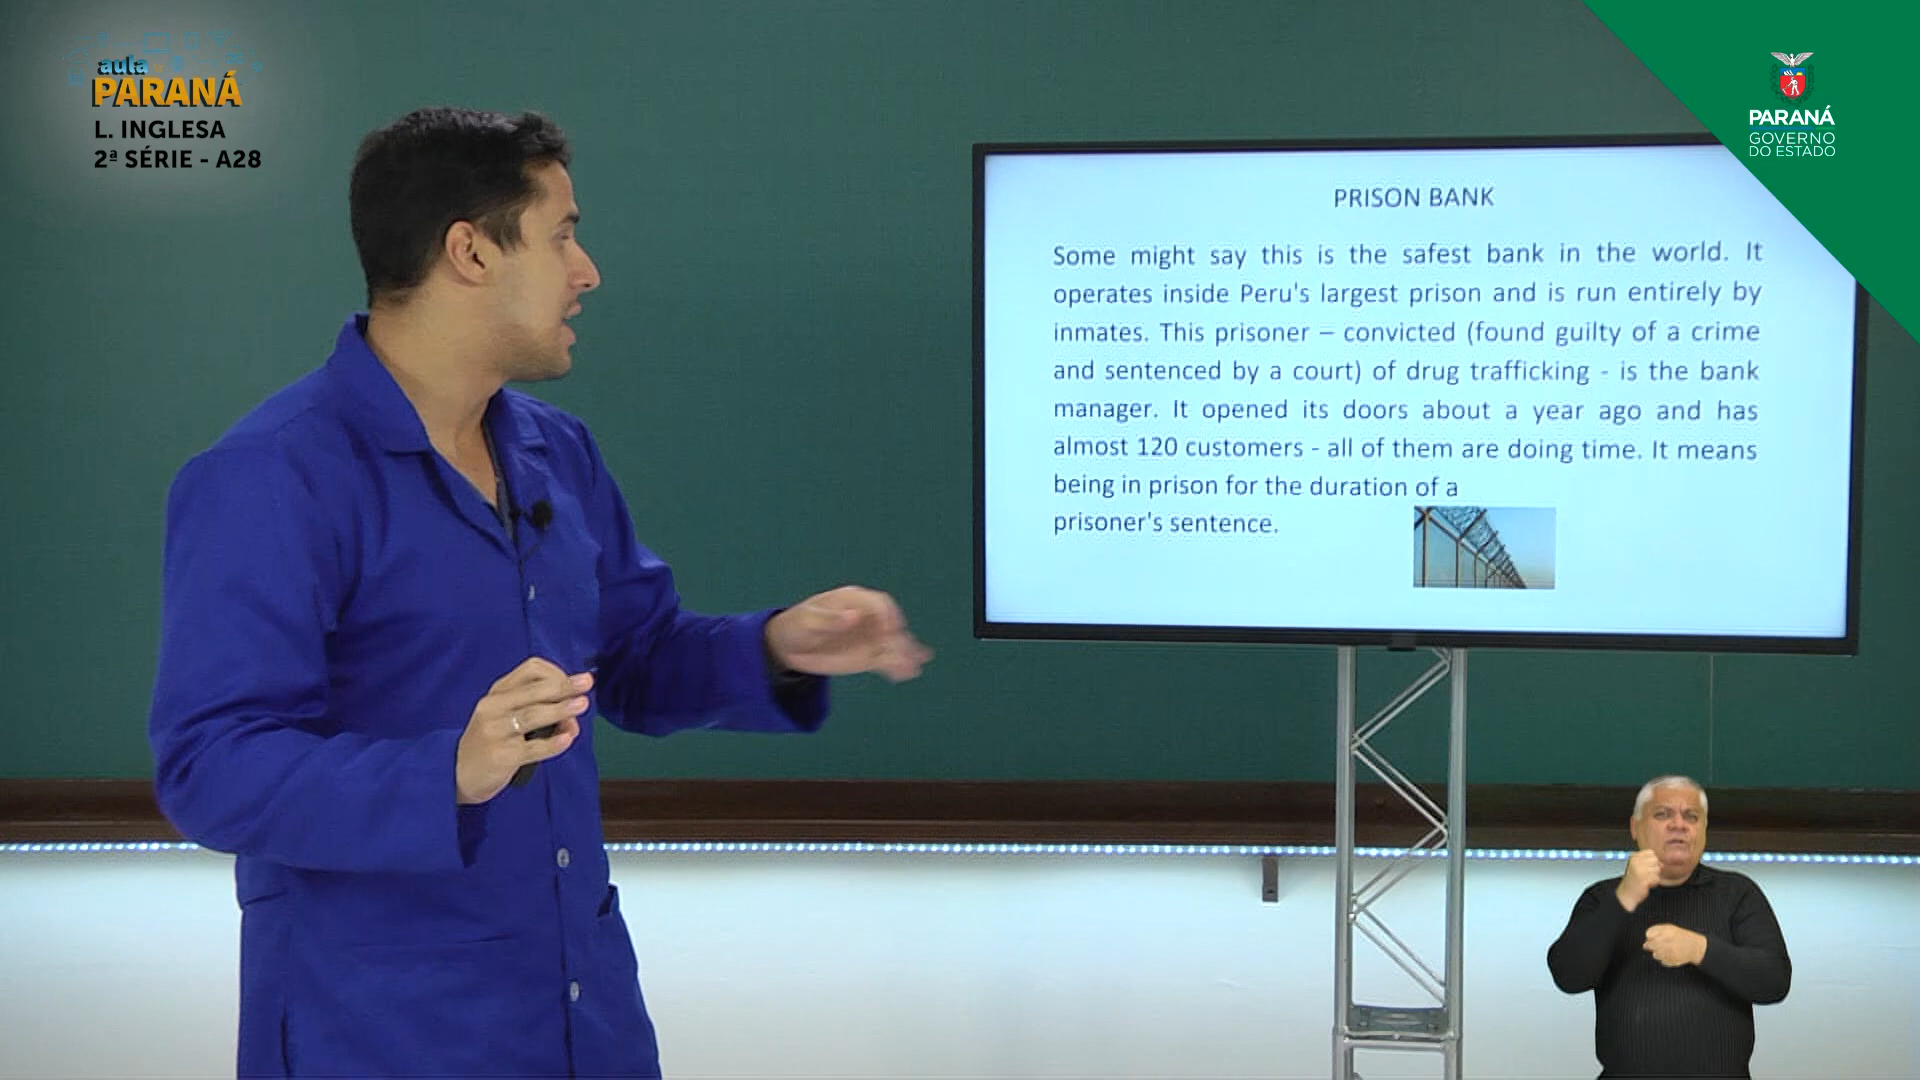 aula
PARANÁ
L. INGLESA
2ª SÉRIE - A28
PARANÁ
GOVERNO
DO ESTADO
PRISON BANK
Some might say this is the safest bank in the world. It
operates inside Peru's largest prison and is run entirely by
inmates. This prisoner – convicted (found guilty of a crime
and sentenced by a court) of drug trafficking - is the bank
manager. It opened its doors about a year ago and has
almost 120 customers - all of them are doing time. It means
being in prison for the duration of a
prisoner's sentence.